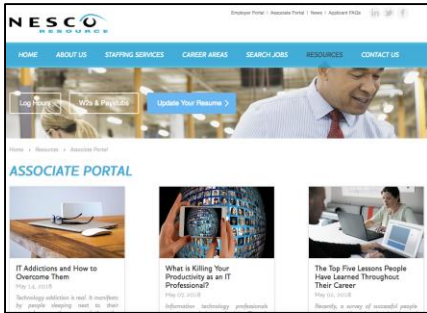 NESCO
RESOURCE
Employer Portal | Associate Portal | News | Applicant FAQs
HOME ABOUT US STAFFING SERVICES CAREER AREAS SEARCH JOBS RESOURCES CONTACT US
Log Hours W2s & Paystubs Update Your Resume >
Home > Resources > Associate Portal
ASSOCIATE PORTAL
IT Addictions and How to
Overcome Them
May 14, 2018
Technology addiction is real. It manifests
by people sleeping next to their
What is Killing Your
Productivity as an IT
Professional?
May 07, 2018
Information technology professionals
The Top Five Lessons People
Have Learned Throughout
Their Career
May 01, 2018
Recently, a survey of successful people